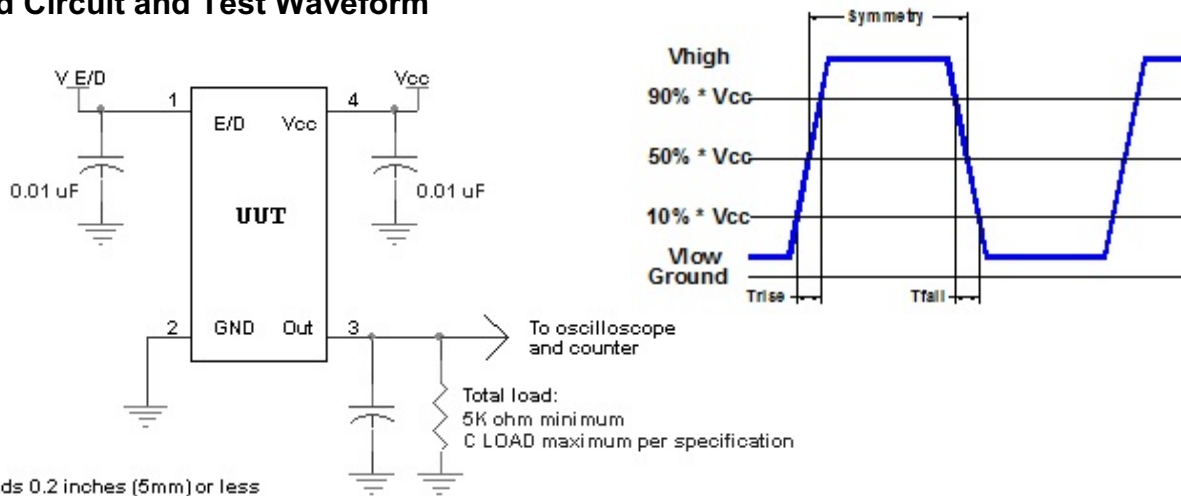 d Circuit and Test Waveform
V E/D
Vcc
1
4
E/D
Vcc
0.01 uF
0.01 uF
UUT
2
GND
Out
3
To oscilloscope
and counter
Total load:
5K ohm minimum
C LOAD maximum per specification
ds 0.2 inches (5mm) or less
Symmetry
Vhigh
90% * Vcc
50% * Vcc
10% * Vcc
Vlow
Ground
Trise
Tfall